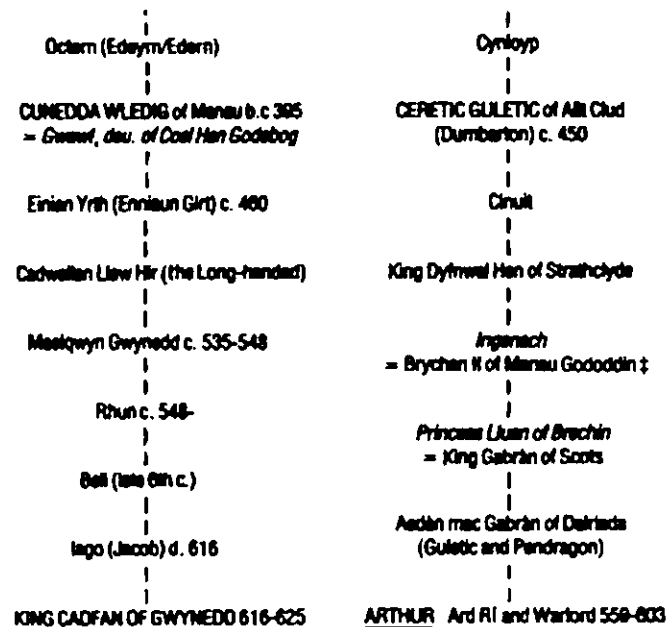 Octern (Edeyrn/Edern)
CUNEDDA WLEDIG of Manau b.c 395
= Gwawl, dau. of Coel Hen Godebog
Einion Yrth (Enniaun Girt) c. 460
Cadwallan Llaw Hir (the Long-handed)
Maelgwyn Gwynedd c. 535-548
Rhun c. 548-
Beli (late 6th c.)
Iago (Jacob) d. 616
KING CADFAN OF GWYNEDD 616-625
Cynloyp
CERETIC GULETIC of Allt Clud
(Dumbarton) c. 450
Cinuit
King Dyfnwal Hen of Strathclyde
Ingenach
= Brychan II of Manau Gododdin ‡
Princess Lluan of Brechin
= King Gabràn of Scots
Aedàn mac Gabràn of Dalriada
(Guletic and Pendragon)
ARTHUR Ard Rí and Warlord 559-603